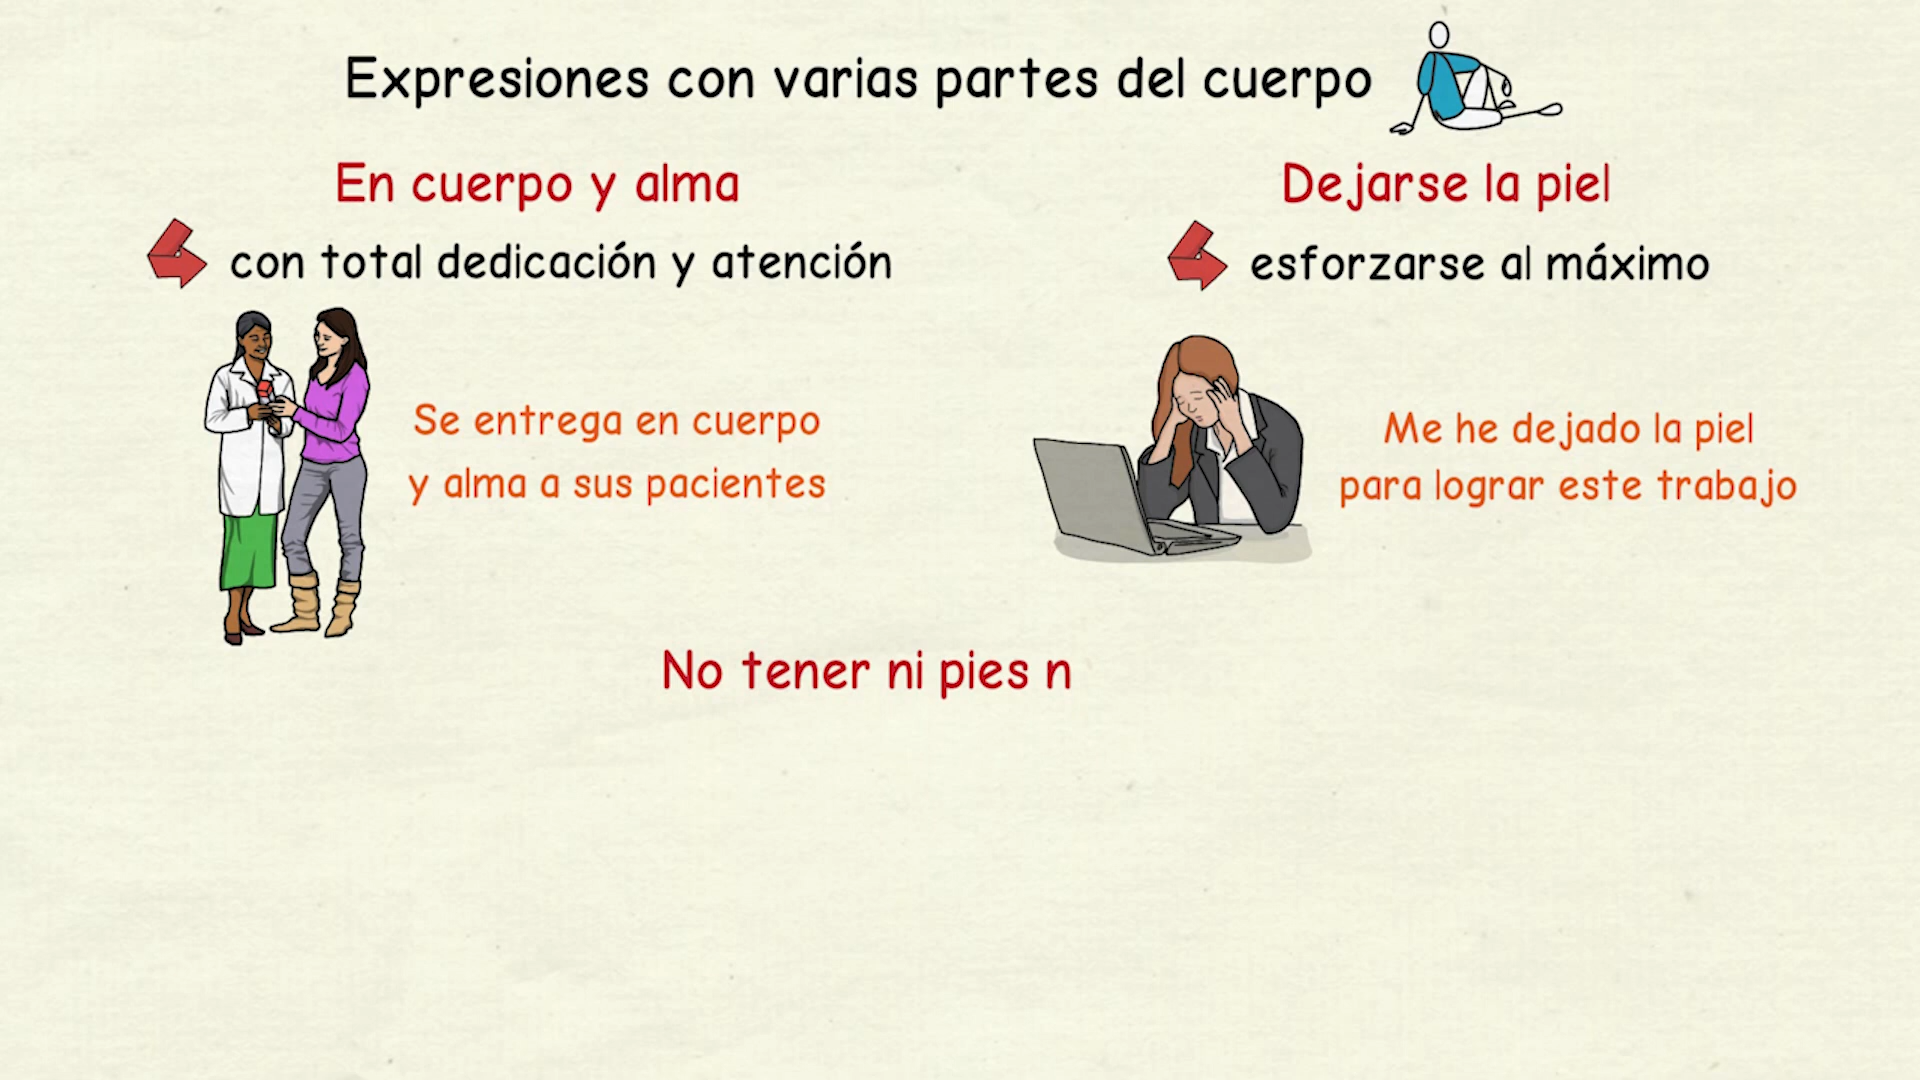 Expresiones con varias partes del cuerpo
En cuerpo y alma
con total dedicación y atención
Se entrega en cuerpo
y alma a sus pacientes
Dejarse la piel
esforzarse al máximo
Me he dejado la piel
para lograr este trabajo
No tener ni pies n